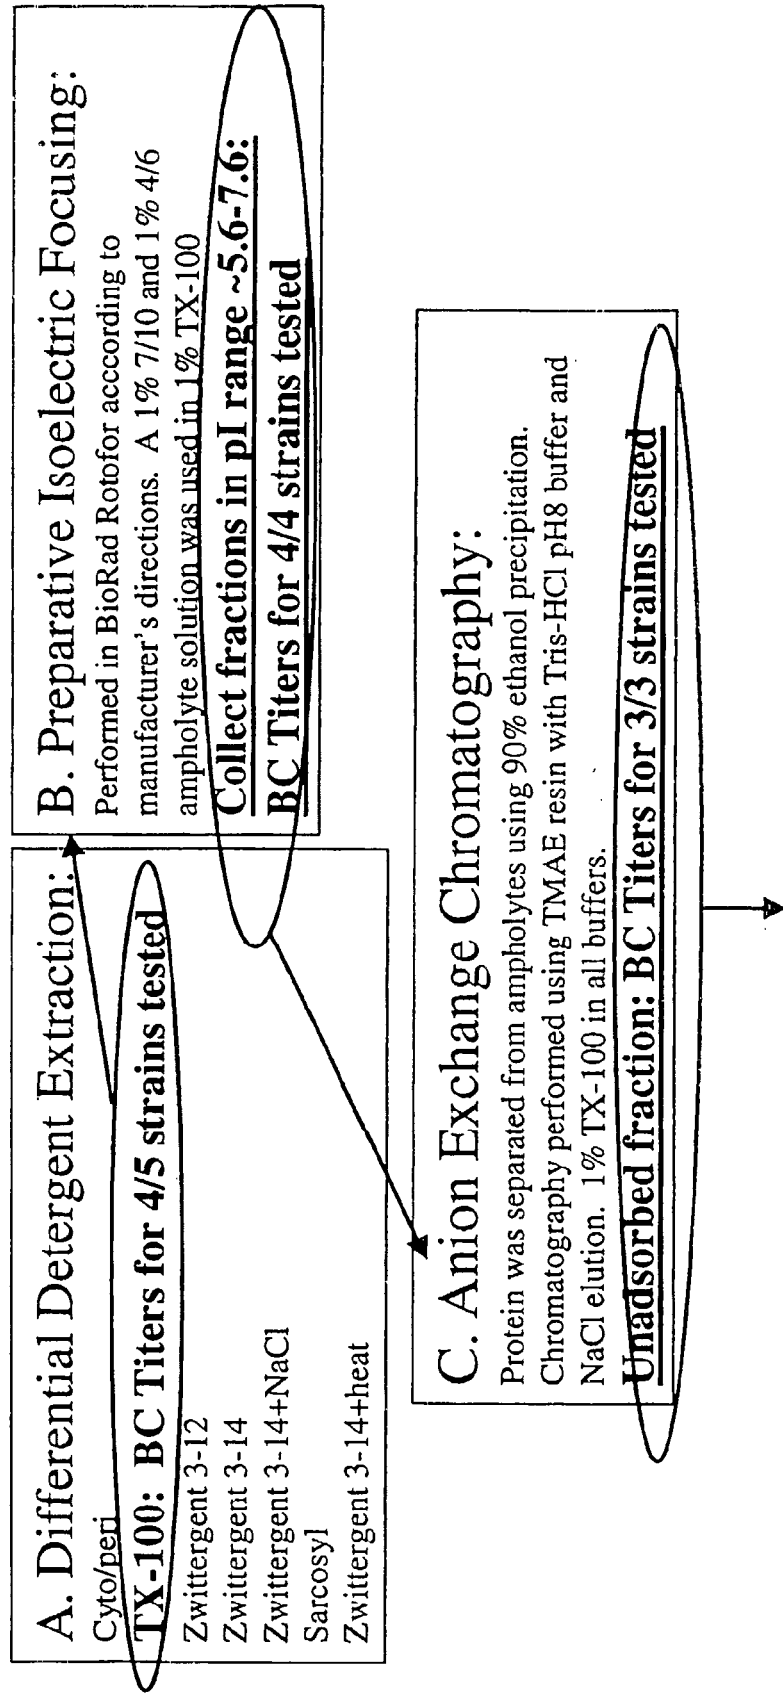 A. Differential Detergent Extraction:
Cyto/peri
TX-100:  BC Titers for 4/5 strains tested
Zwittergent 3-12
Zwittergent 3-14
Zwittergent 3-14+NaCl
Sarcosyl
Zwittergent 3-14+heat
B. Preparative Isoelectric Focusing:
Performed in BioRad Rotofor acccording to
manufacturer's directions.  A 1% 7/10 and 1% 4/6
ampholyte solution was used in 1% TX-100
Collect fractions in pI range ~5.6-7.6:
BC Titers for 4/4 strains tested
C. Anion Exchange Chromatography:
Protein was separated from ampholytes using 90% ethanol precipitation.
Chromatography performed using TMAE resin with Tris-HCl pH8 buffer and
NaCl elution.  1% TX-100 in all buffers.
Unadsorbed fraction: BC Titers for 3/3 strains tested